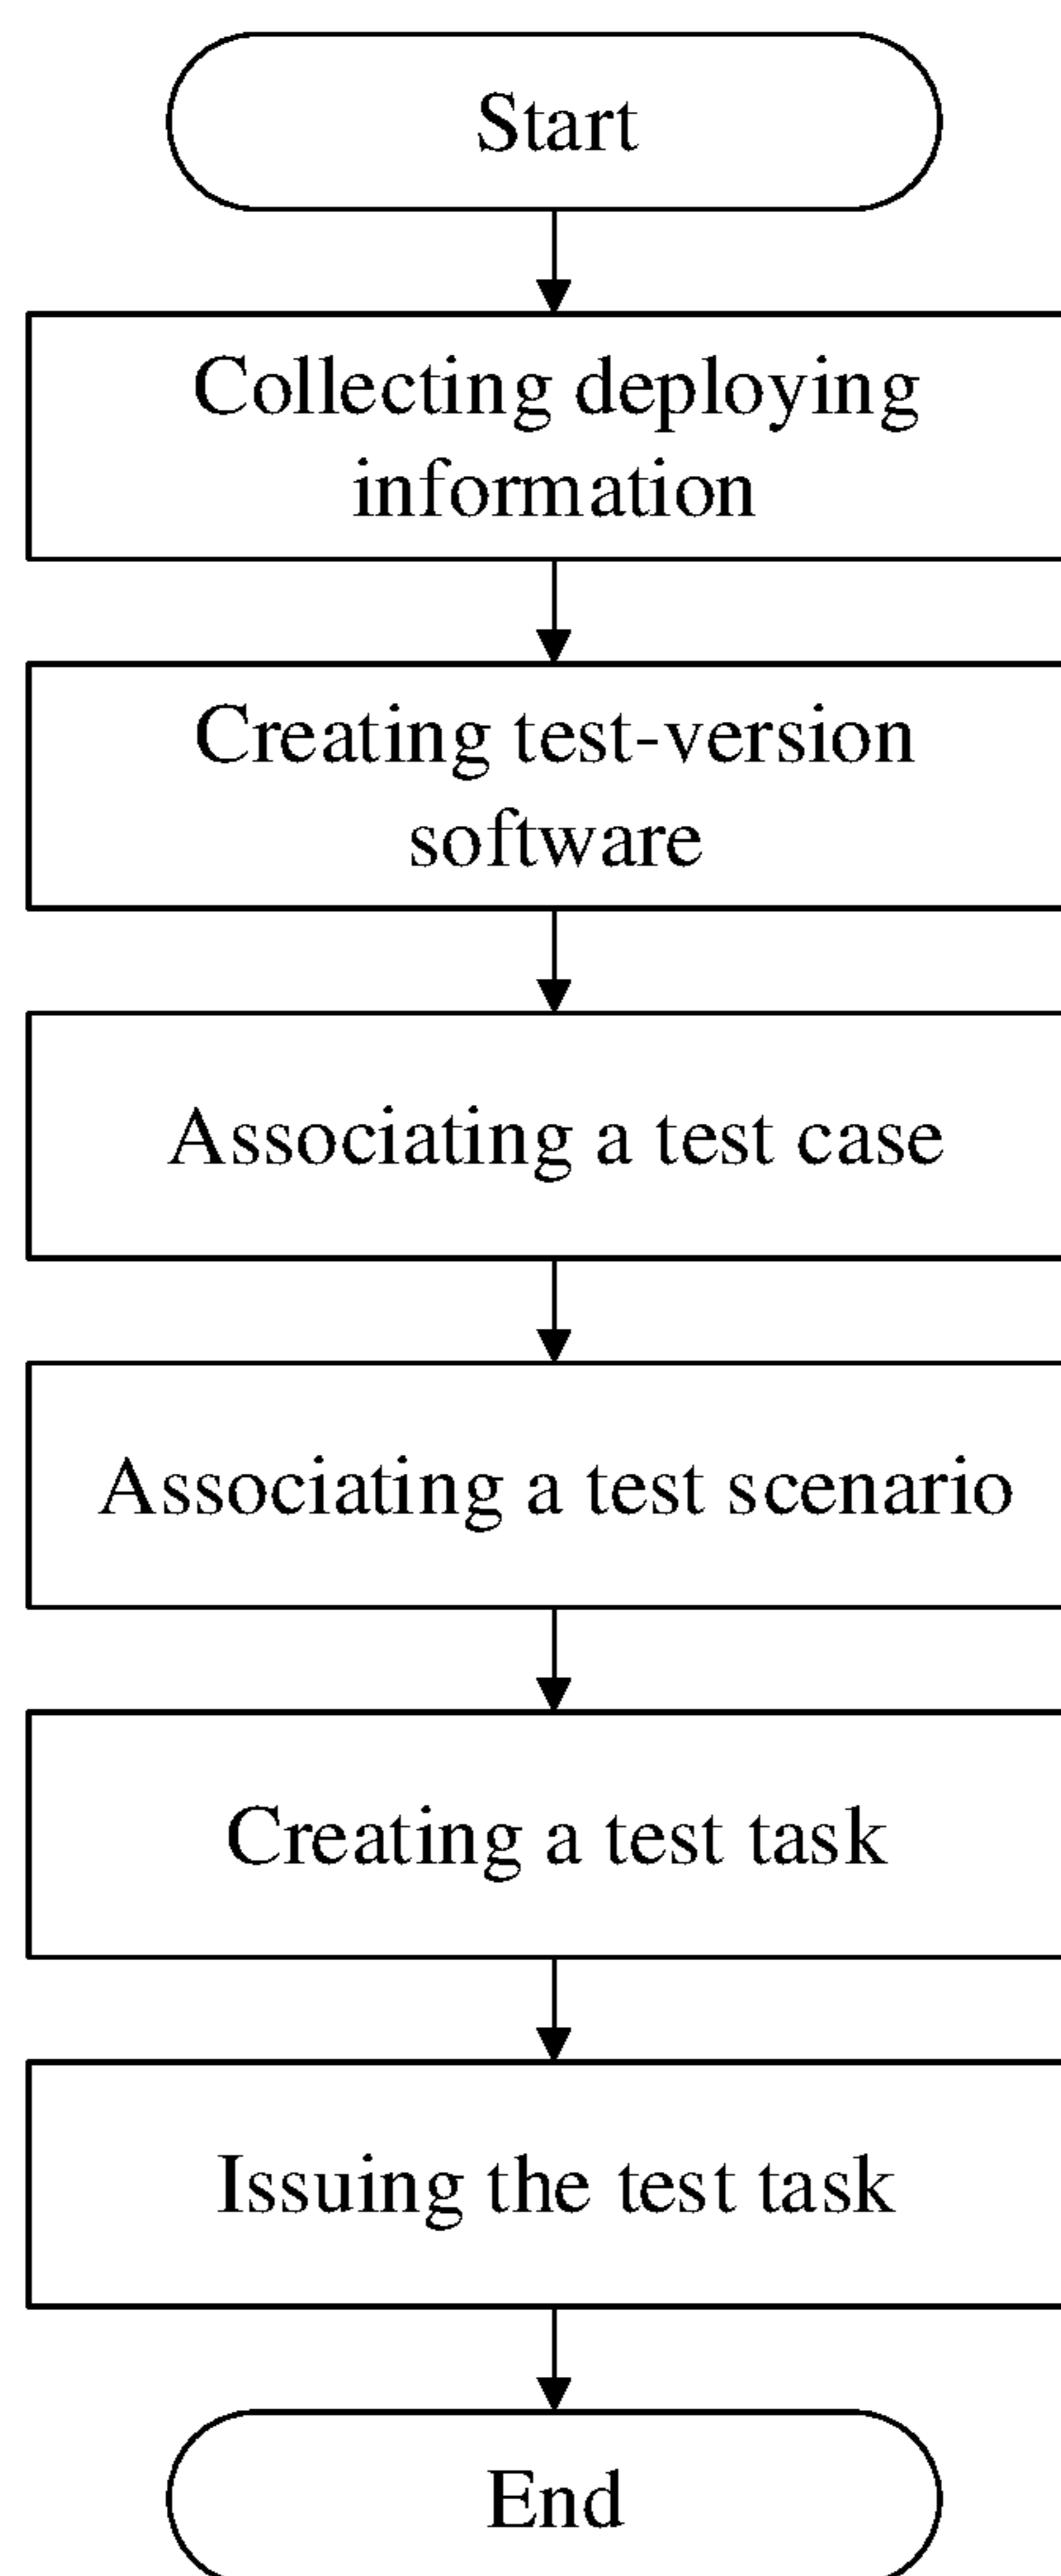 Start
Collecting deploying
information
Creating test-version
software
Associating a test case
Associating a test scenario
Creating a test task
Issuing the test task
End